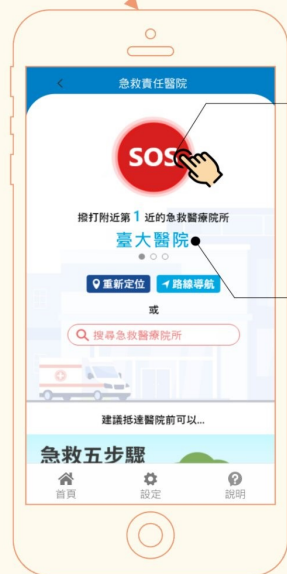 急救責任醫院
SOS
撥打附近第 1 近的急救醫療院所
臺大醫院
重新定位
路線導航
或
搜尋急救醫療院所
建議抵達醫院前可以...
急救五步驟
首頁
設定
說明